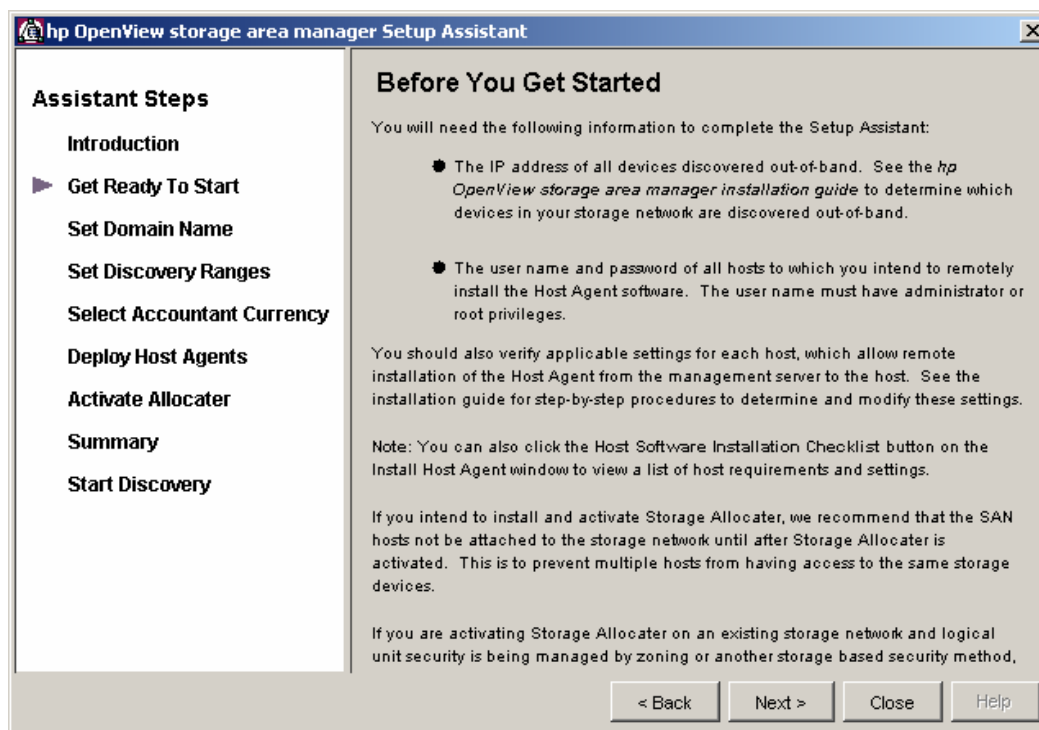 hp OpenView storage area manager Setup Assistant
Assistant Steps
Introduction
Get Ready To Start
Set Domain Name
Set Discovery Ranges
Select Accountant Currency
Deploy Host Agents
Activate Allocater
Summary
Start Discovery
Before You Get Started
You will need the following information to complete the Setup Assistant:
The IP address of all devices discovered out-of-band. See the hp
OpenView storage area manager installation guide to determine which
devices in your storage network are discovered out-of-band.
The user name and password of all hosts to which you intend to remotely
install the Host Agent software. The user name must have administrator or
root privileges.
You should also verify applicable settings for each host, which allow remote
installation of the Host Agent from the management server to the host. See the
installation guide for step-by-step procedures to determine and modify these settings.
Note: You can also click the Host Software Installation Checklist button on the
Install Host Agent window to view a list of host requirements and settings.
If you intend to install and activate Storage Allocater, we recommend that the SAN
hosts not be attached to the storage network until after Storage Allocater is
activated. This is to prevent multiple hosts from having access to the same storage
devices.
If you are activating Storage Allocater on an existing storage network and logical
unit security is being managed by zoning or another storage based security method,
< Back
Next >
Close
Help